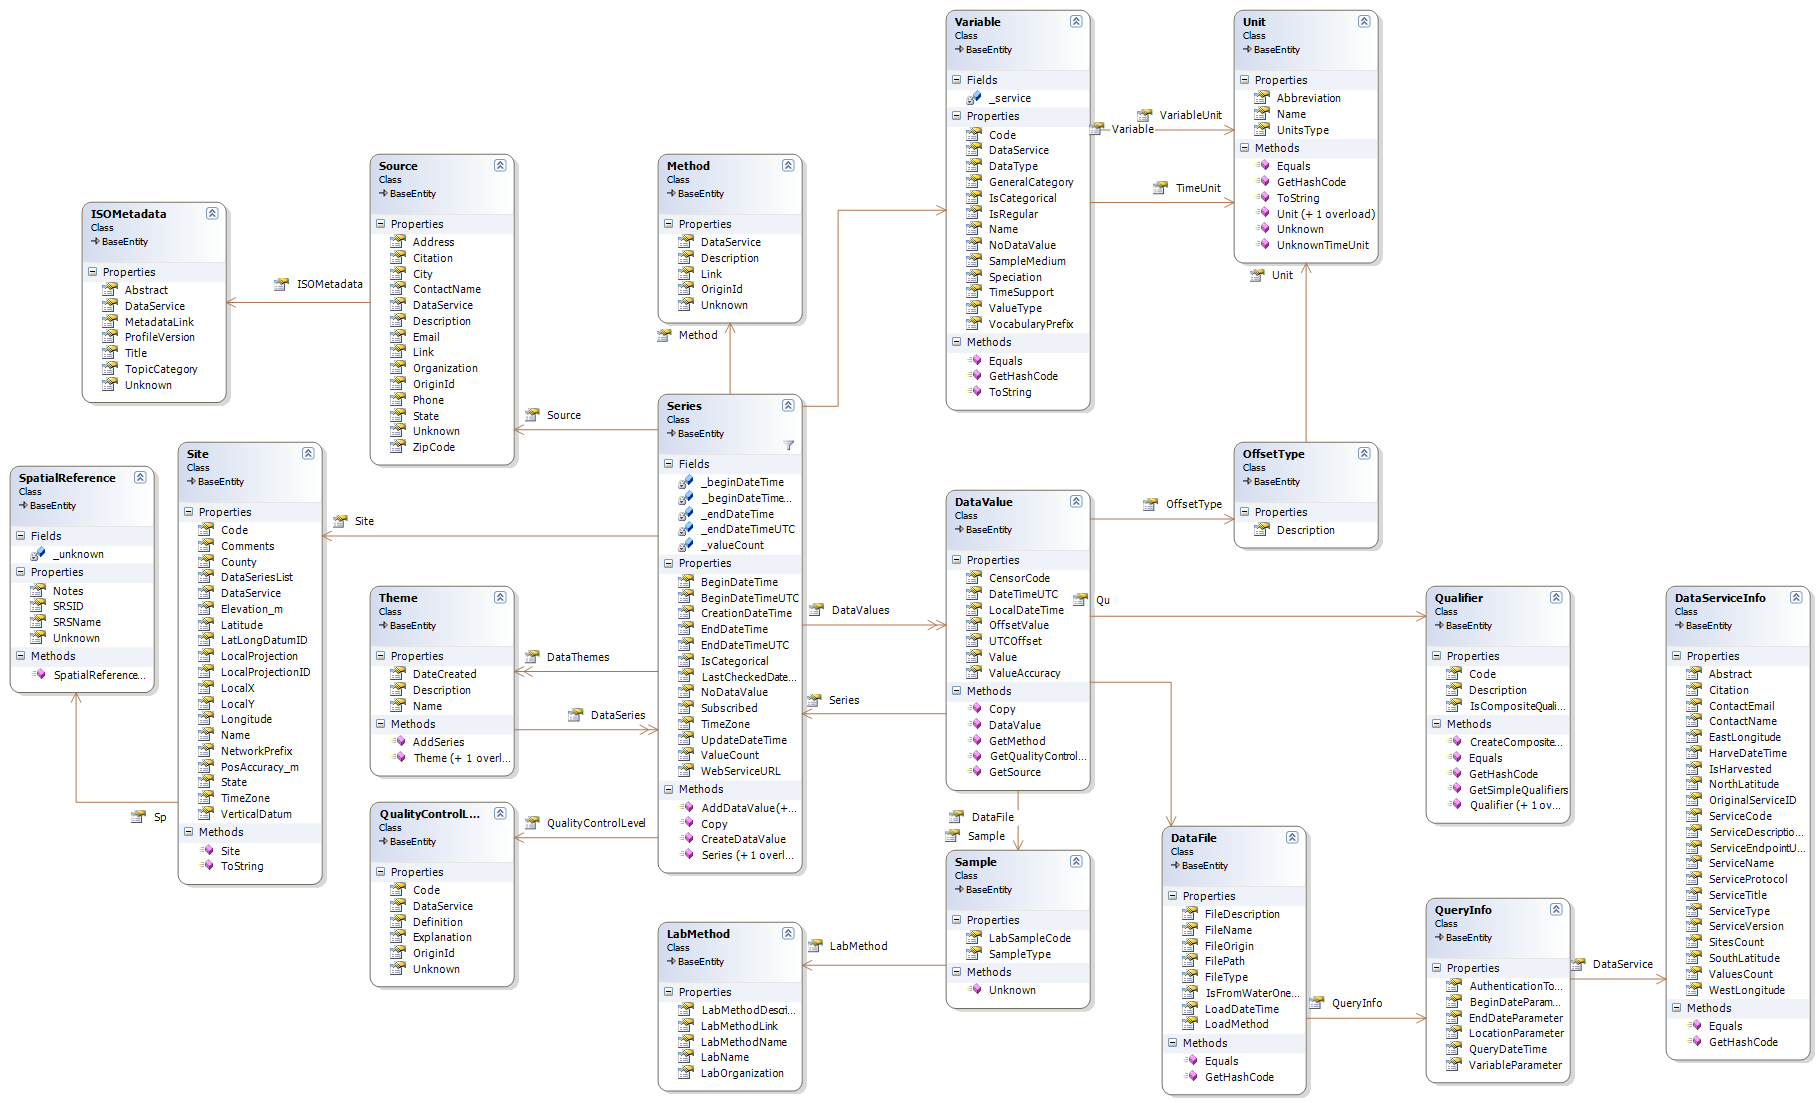 Variable
Class
BaseEntity
Fields
_service
Properties
Code
DataService
DataType
GeneralCategory
IsCategorical
IsRegular
Name
NoDataValue
SampleMedium
Speciation
TimeSupport
ValueType
VocabularyPrefix
Methods
Equals
GetHashCode
ToString
VariableUnit
Variable
TimeUnit
Unit
Class
BaseEntity
Properties
Abbreviation
Name
UnitsType
Methods
Equals
GetHashCode
ToString
Unit (+ 1 overload)
Unknown
UnknownTimeUnit
Unit
Source
Class
BaseEntity
Properties
Address
Citation
City
ContactName
DataService
Description
Email
Link
Organization
OriginId
Phone
State
Unknown
ZipCode
Method
Class
BaseEntity
Properties
DataService
Description
Link
OriginId
Unknown
Method
ISOMetadata
Class
BaseEntity
Properties
Abstract
DataService
MetadataLink
ProfileVersion
Title
TopicCategory
Unknown
ISOMetadata
Source
Series
Class
BaseEntity
Fields
_beginDateTime
_beginDateTime...
_endDateTime
_endDateTimeUTC
_valueCount
Properties
BeginDateTime
BeginDateTimeUTC
CreationDateTime
EndDateTime
EndDateTimeUTC
IsCategorical
LastCheckedDate...
NoDataValue
Subscribed
TimeZone
UpdateDateTime
ValueCount
WebServiceURL
Methods
AddDataValue(+...
Copy
CreateDataValue
Series (+ 1 overl...
Site
Class
BaseEntity
Properties
Code
Comments
County
DataSeriesList
DataService
Elevation_m
Latitude
LatLongDatumID
LocalProjection
LocalProjectionID
LocalX
LocalY
Longitude
Name
NetworkPrefix
PosAccuracy_m
State
TimeZone
VerticalDatum
Methods
Site
ToString
Site
SpatialReference
Class
BaseEntity
Fields
_unknown
Properties
Notes
SRSID
SRSName
Unknown
Methods
SpatialReference...
Sp
Theme
Class
BaseEntity
Properties
DateCreated
Description
Name
Methods
AddSeries
Theme (+ 1 overl...
DataThemes
DataSeries
QualityControlL...
Class
BaseEntity
Properties
Code
DataService
Definition
Explanation
OriginId
Unknown
QualityControlLevel
DataValues
Series
DataValue
Class
BaseEntity
Properties
CensorCode
DateTimeUTC
LocalDateTime
OffsetValue
UTCOffset
Value
ValueAccuracy
Methods
Copy
DataValue
GetMethod
GetQualityControl...
GetSource
OffsetType
Qu
DataFile
Sample
OffsetType
Class
BaseEntity
Properties
Description
Qualifier
Class
BaseEntity
Properties
Code
Description
IsCompositeQuali...
Methods
CreateComposite...
Equals
GetHashCode
GetSimpleQualifiers
Qualifier (+ 1 ov...
DataServiceInfo
Class
BaseEntity
Properties
Abstract
Citation
ContactEmail
ContactName
EastLongitude
HarveDateTime
IsHarvested
NorthLatitude
OriginalServiceID
ServiceCode
ServiceDescriptio...
ServiceEndpointU...
ServiceName
ServiceProtocol
ServiceTitle
ServiceType
ServiceVersion
SitesCount
SouthLatitude
ValuesCount
WestLongitude
Methods
Equals
GetHashCode
Sample
Class
BaseEntity
Properties
LabSampleCode
SampleType
Methods
Unknown
LabMethod
LabMethod
Class
BaseEntity
Properties
LabMethodDescri...
LabMethodLink
LabMethodName
LabName
LabOrganization
DataFile
Class
BaseEntity
Properties
FileDescription
FileName
FileOrigin
FilePath
FileType
IsFromWaterOne...
LoadDateTime
LoadMethod
Methods
Equals
GetHashCode
QueryInfo
QueryInfo
Class
BaseEntity
Properties
AuthenticationTo...
BeginDateParam...
EndDateParameter
LocationParameter
QueryDateTime
VariableParameter
DataService